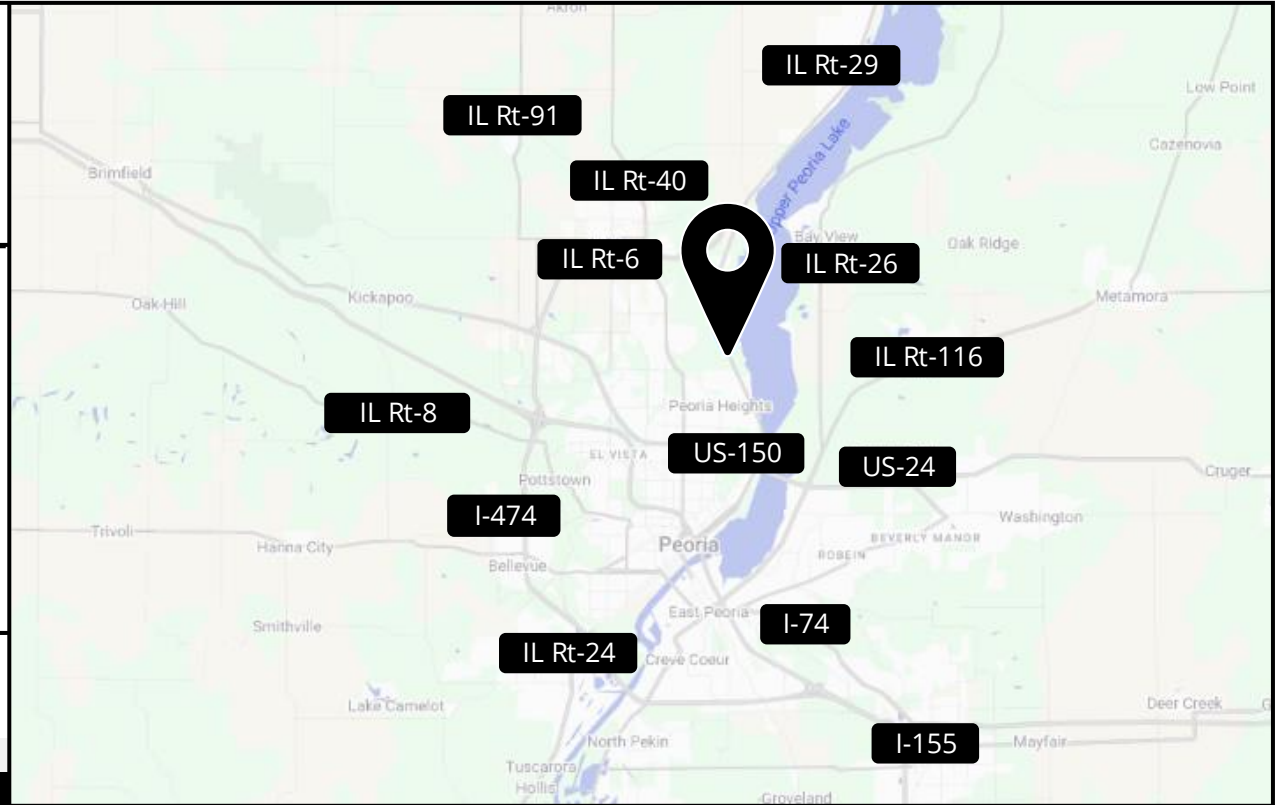 Akron
IL Rt-29
Low Point
IL Rt-91
Cazenovia
Brimfield
IL Rt-40
pper Peoria Lake
Bay View
Oak Ridge
IL Rt-6
IL Rt-26
Oak Hill
Kickapoo
Metamora
IL Rt-116
Peoria Heights
IL Rt-8
US-150
EL VISTA
US-24
Cruger
Pottstown
I-474
Washington
Trivoli
Hanna City
Peoria
BEVERLY MANOR
ROBEIN
Bellevue
East Peoria
Smithville
I-74
IL Rt-24
Creve Coeur
Lake Camelot
Deer Creek
G
North Pekin
I-155
Mayfair
Tuscarora
Hollis
Groveland